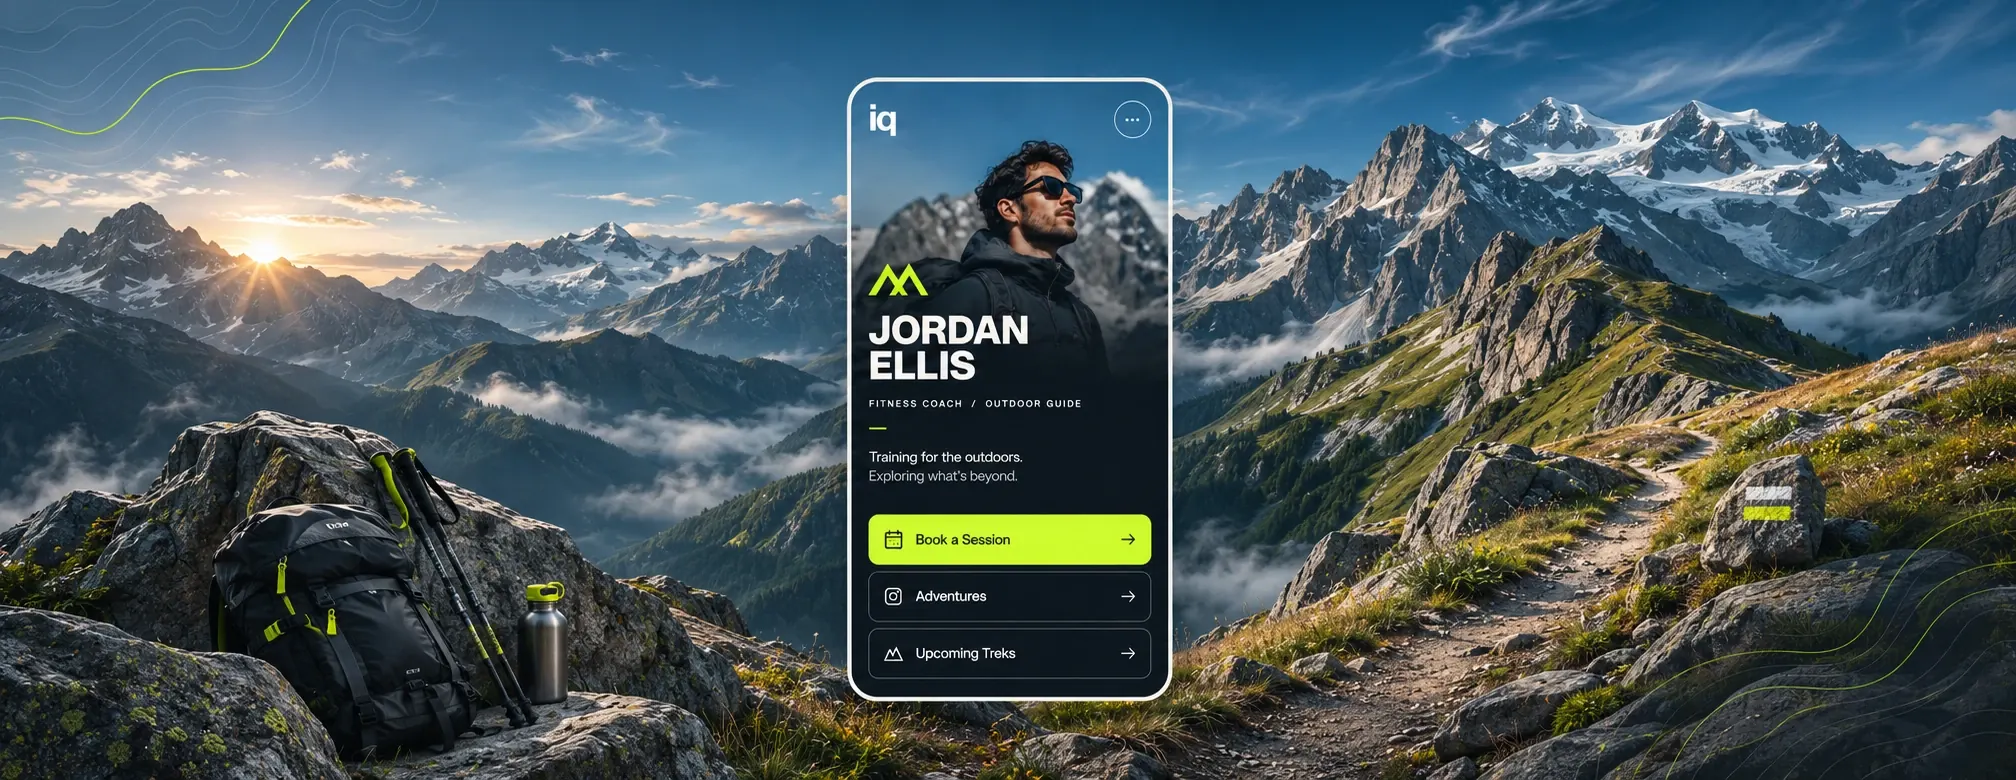 iq
JORDAN
ELLIS
FITNESS COACH / OUTDOOR GUIDE
Training for the outdoors.
Exploring what's beyond.
Book a Session
Adventures
Upcoming Treks